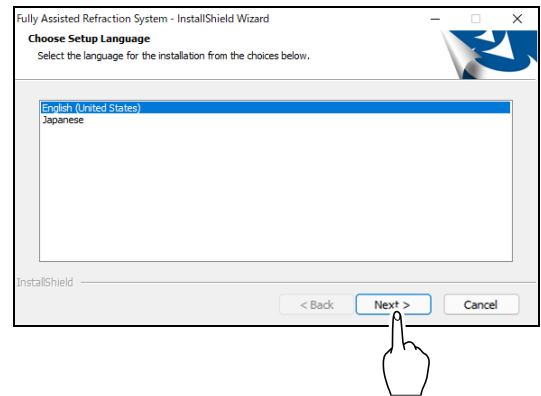 Fully Assisted Refraction System - InstallShield Wizard
Choose Setup Language
Select the language for the installation from the choices below.
English (United States)
Japanese
InstallShield
< Back
Next >
Cancel